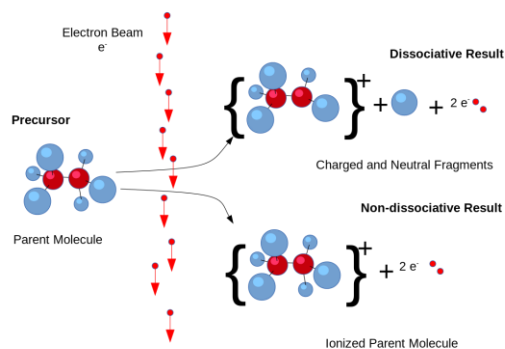 Electron Beam
e-
Dissociative Result
{ }+ + + 2 e-
Precursor
Charged and Neutral Fragments
Non-dissociative Result
Parent Molecule
{ }+ + 2 e-
Ionized Parent Molecule